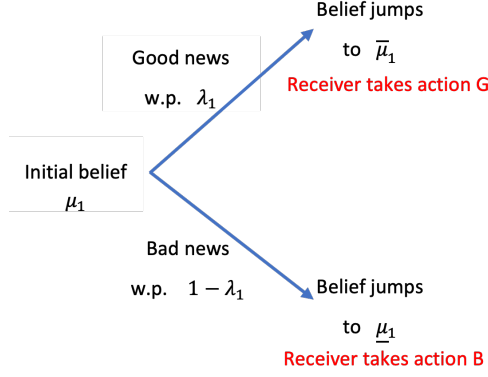 Belief jumps
to μ̅₁
Receiver takes action G
Good news
w.p. λ₁
Initial belief
μ₁
Bad news
w.p. 1 − λ₁
Belief jumps
to μ̲₁
Receiver takes action B